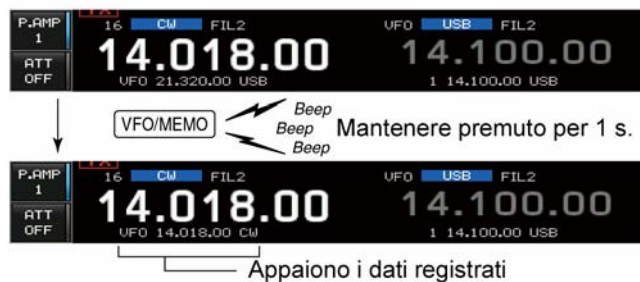 P.AMP 1
16 CW FIL2 VFO USB FIL2
14.018.00 14.100.00
ATT OFF
VFO 21.320.00 USB 1 14.100.00 USB
VFO/MEMO Beep Beep Beep Mantenere premuto per 1 s.
P.AMP 1
16 CW FIL2 VFO USB FIL2
14.018.00 14.100.00
ATT OFF
VFO 14.018.00 CW 1 14.100.00 USB
Appaiono i dati registrati